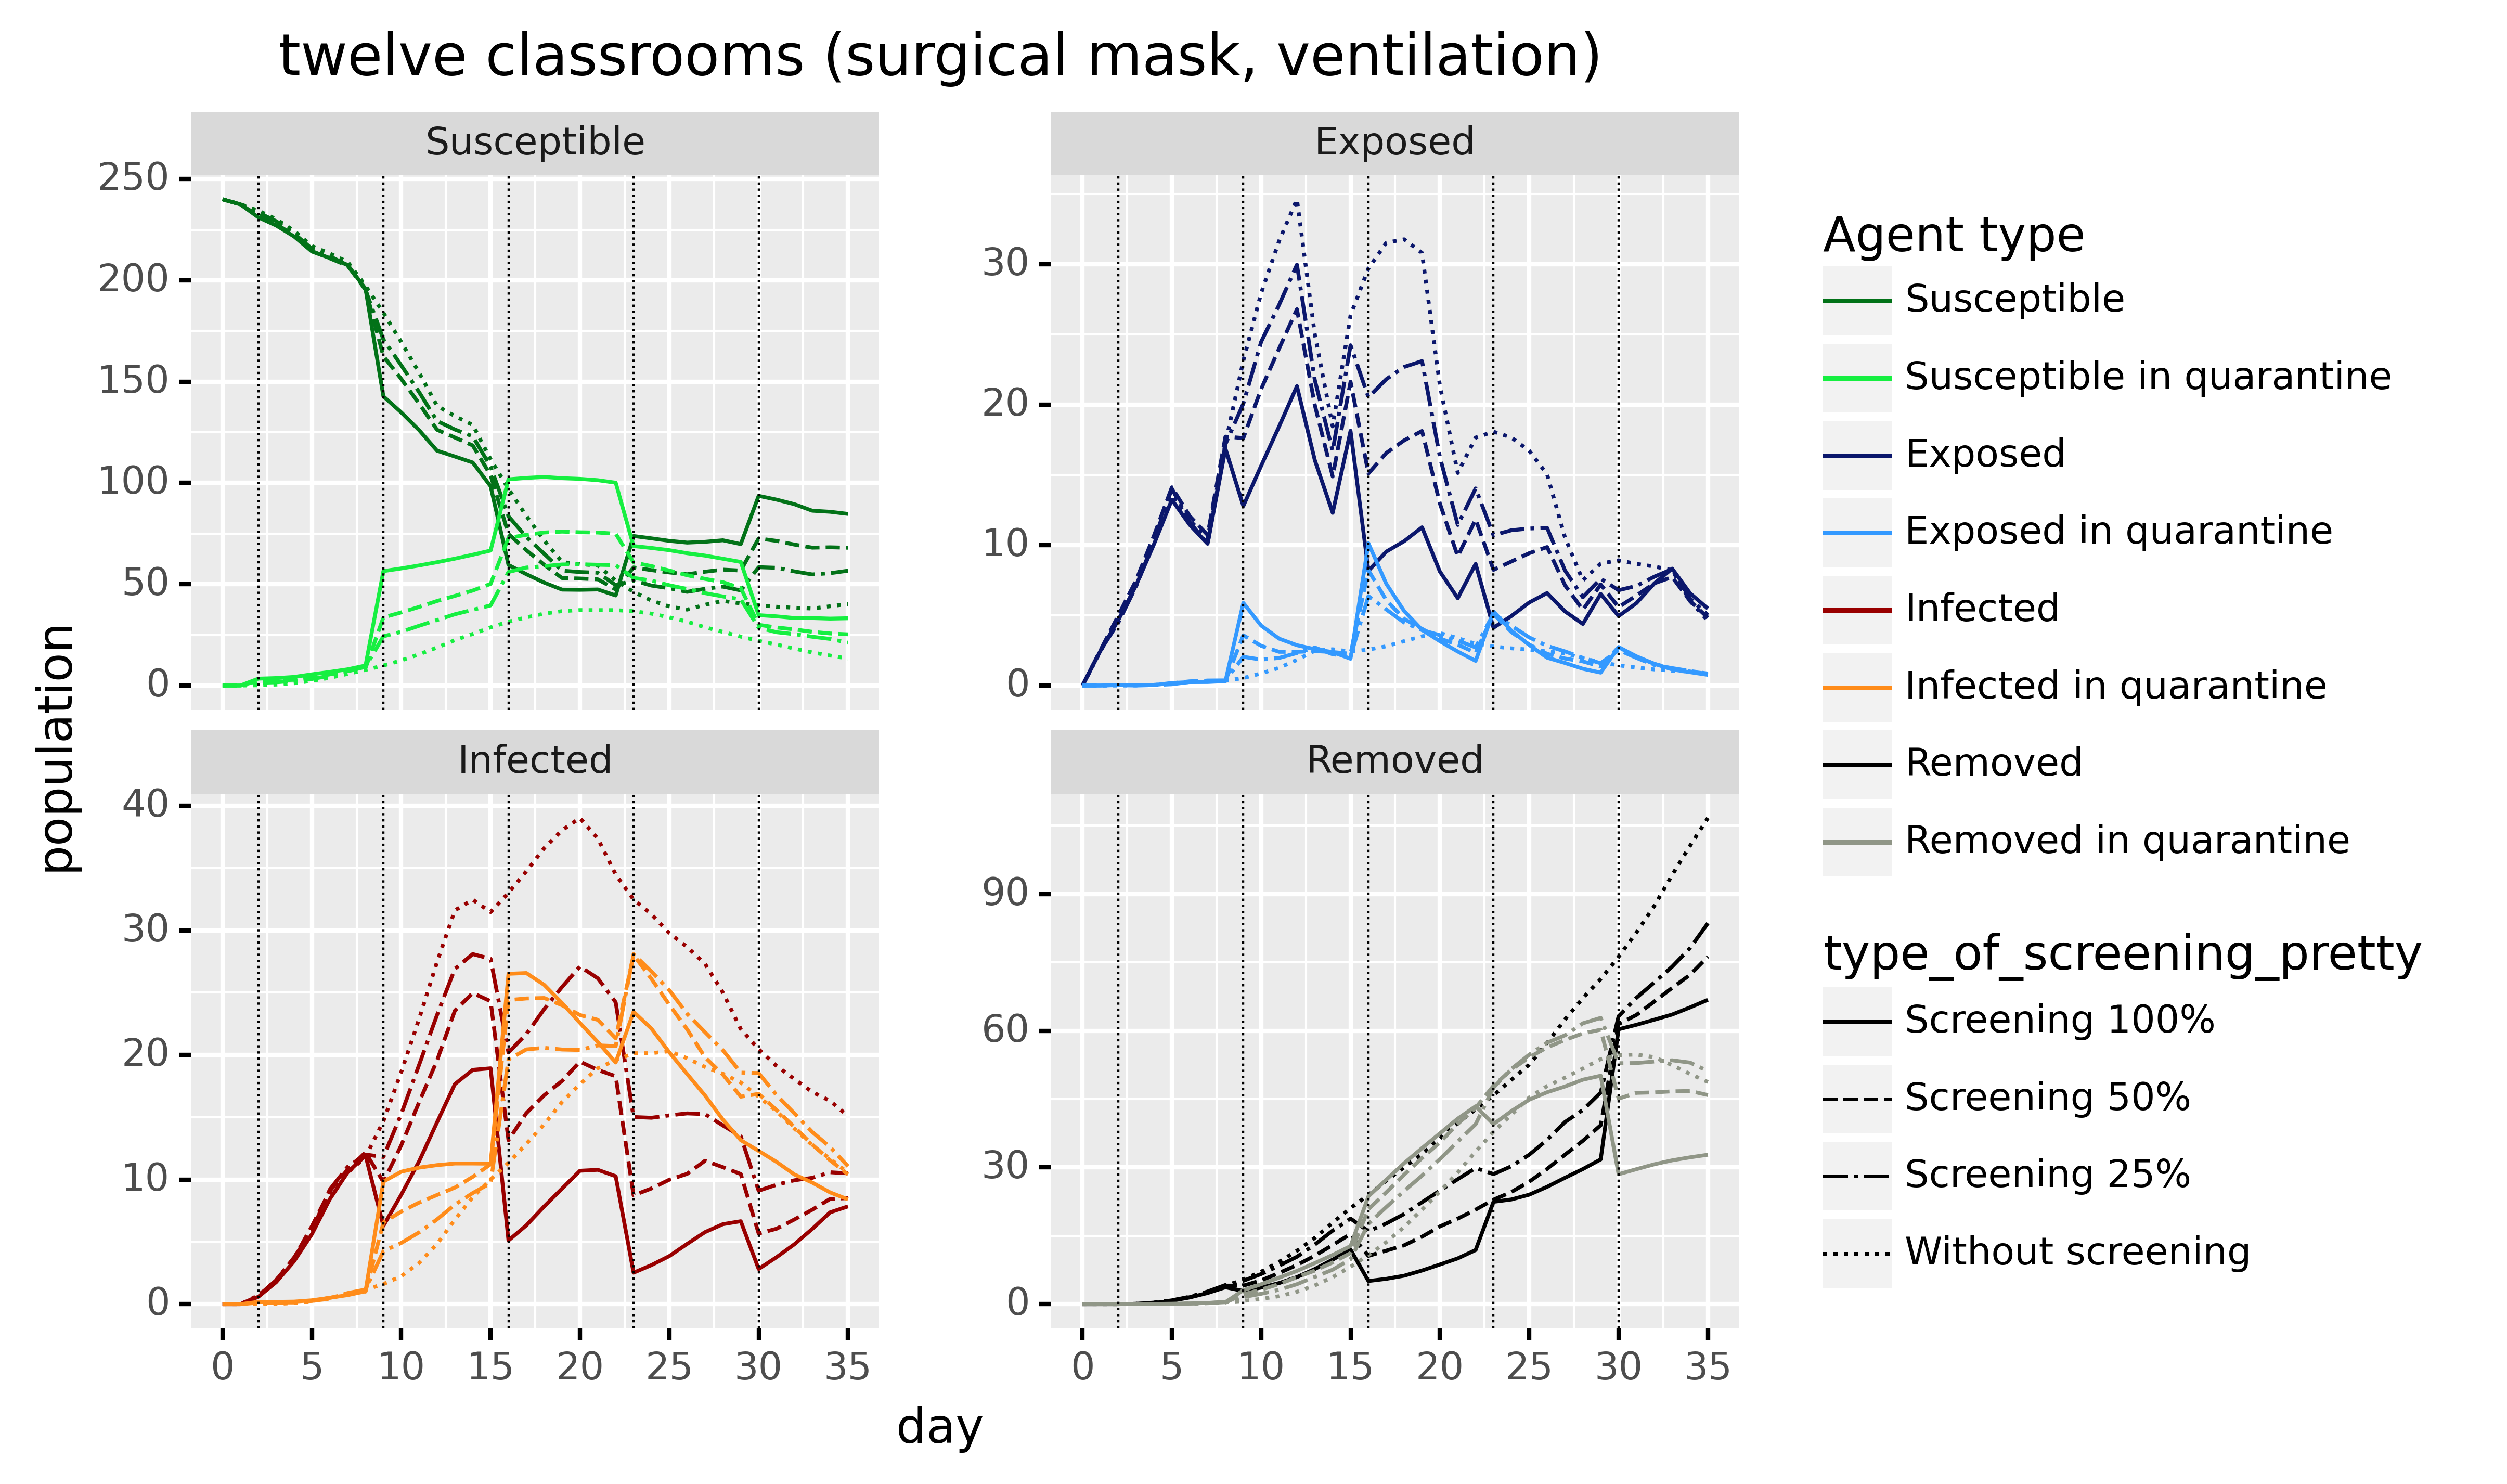 twelve classrooms (surgical mask, ventilation)
Susceptible
Exposed
250
200
150
100
50
0
30
20
10
0
Infected
Removed
40
30
20
10
0
90
60
30
0
0 5 10 15 20 25 30 35
0 5 10 15 20 25 30 35
population
day
Agent type
Susceptible
Susceptible in quarantine
Exposed
Exposed in quarantine
Infected
Infected in quarantine
Removed
Removed in quarantine
type_of_screening_pretty
Screening 100%
Screening 50%
Screening 25%
Without screening